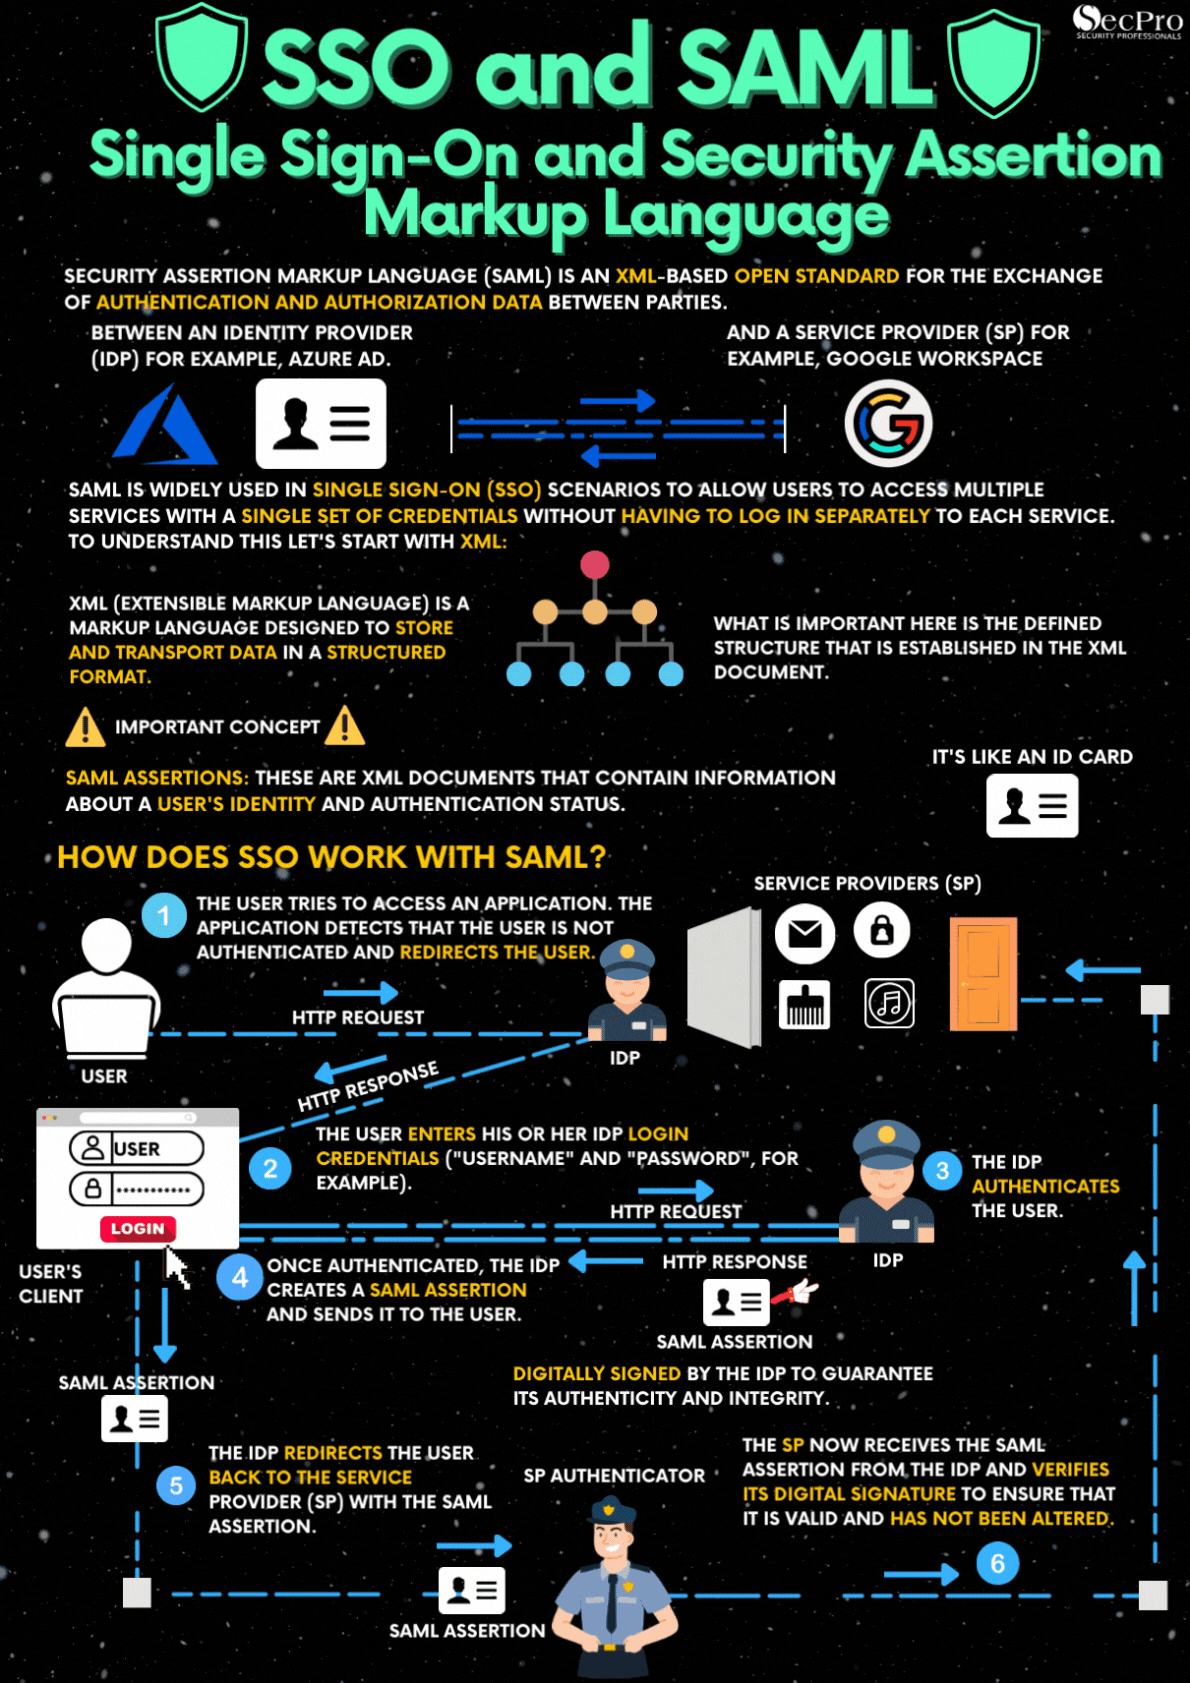 SecPro
SECURITY PROFESSIONALS
SSO and SAML
Single Sign-On and Security Assertion
Markup Language
SECURITY ASSERTION MARKUP LANGUAGE (SAML) IS AN XML-BASED OPEN STANDARD FOR THE EXCHANGE
OF AUTHENTICATION AND AUTHORIZATION DATA BETWEEN PARTIES.
BETWEEN AN IDENTITY PROVIDER
(IDP) FOR EXAMPLE, AZURE AD.
AND A SERVICE PROVIDER (SP) FOR
EXAMPLE, GOOGLE WORKSPACE
G
SAML IS WIDELY USED IN SINGLE SIGN-ON (SSO) SCENARIOS TO ALLOW USERS TO ACCESS MULTIPLE
SERVICES WITH A SINGLE SET OF CREDENTIALS WITHOUT HAVING TO LOG IN SEPARATELY TO EACH SERVICE.
TO UNDERSTAND THIS LET'S START WITH XML:
XML (EXTENSIBLE MARKUP LANGUAGE) IS A
MARKUP LANGUAGE DESIGNED TO STORE
AND TRANSPORT DATA IN A STRUCTURED
FORMAT.
WHAT IS IMPORTANT HERE IS THE DEFINED
STRUCTURE THAT IS ESTABLISHED IN THE XML
DOCUMENT.
IMPORTANT CONCEPT
IT'S LIKE AN ID CARD
SAML ASSERTIONS: THESE ARE XML DOCUMENTS THAT CONTAIN INFORMATION
ABOUT A USER'S IDENTITY AND AUTHENTICATION STATUS.
HOW DOES SSO WORK WITH SAML?
SERVICE PROVIDERS (SP)
1
THE USER TRIES TO ACCESS AN APPLICATION. THE
APPLICATION DETECTS THAT THE USER IS NOT
AUTHENTICATED AND REDIRECTS THE USER.
HTTP REQUEST
IDP
USER
HTTP RESPONSE
USER
LOGIN
2
THE USER ENTERS HIS OR HER IDP LOGIN
CREDENTIALS ("USERNAME" AND "PASSWORD", FOR
EXAMPLE).
HTTP REQUEST
3
THE IDP
AUTHENTICATES
THE USER.
IDP
USER'S
CLIENT
4
ONCE AUTHENTICATED, THE IDP
CREATES A SAML ASSERTION
AND SENDS IT TO THE USER.
HTTP RESPONSE
SAML ASSERTION
DIGITALLY SIGNED BY THE IDP TO GUARANTEE
ITS AUTHENTICITY AND INTEGRITY.
SAML ASSERTION
5
THE IDP REDIRECTS THE USER
BACK TO THE SERVICE
PROVIDER (SP) WITH THE SAML
ASSERTION.
SP AUTHENTICATOR
THE SP NOW RECEIVES THE SAML
ASSERTION FROM THE IDP AND VERIFIES
ITS DIGITAL SIGNATURE TO ENSURE THAT
IT IS VALID AND HAS NOT BEEN ALTERED.
6
SAML ASSERTION